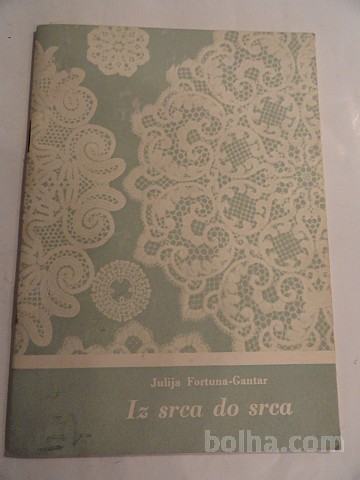 Julija Fortuna-Gantar
Iz srca do srca
bolha.com